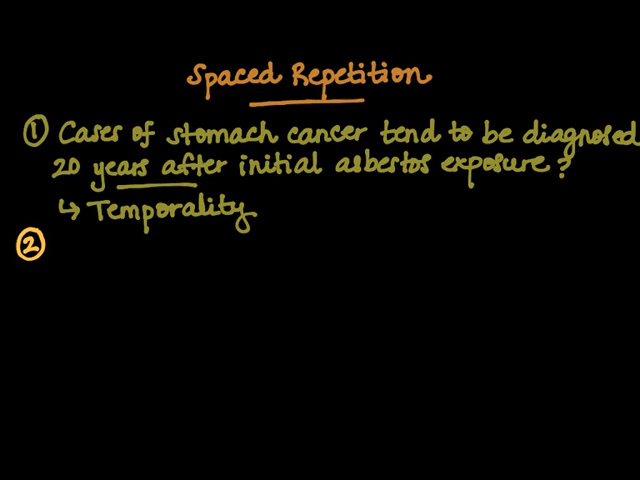 Spaced Repetition
① Cases of stomach cancer tend to be diagnosed
20 years after initial asbestos exposure?
↳ Temporality
②